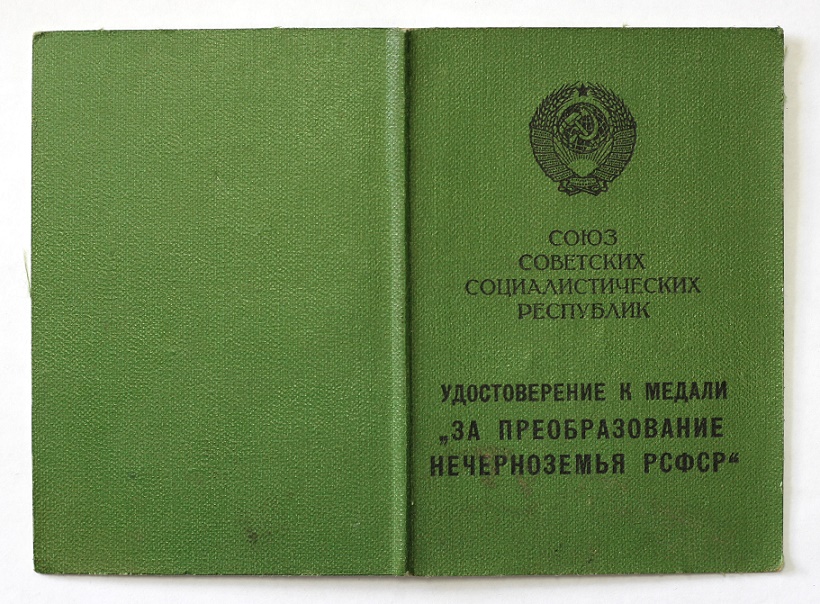 СОЮЗ
СОВЕТСКИХ
СОЦИАЛИСТИЧЕСКИХ
РЕСПУБЛИК
УДОСТОВЕРЕНИЕ К МЕДАЛИ
„ЗА ПРЕОБРАЗОВАНИЕ
НЕЧЕРНОЗЕМЬЯ РСФСР“